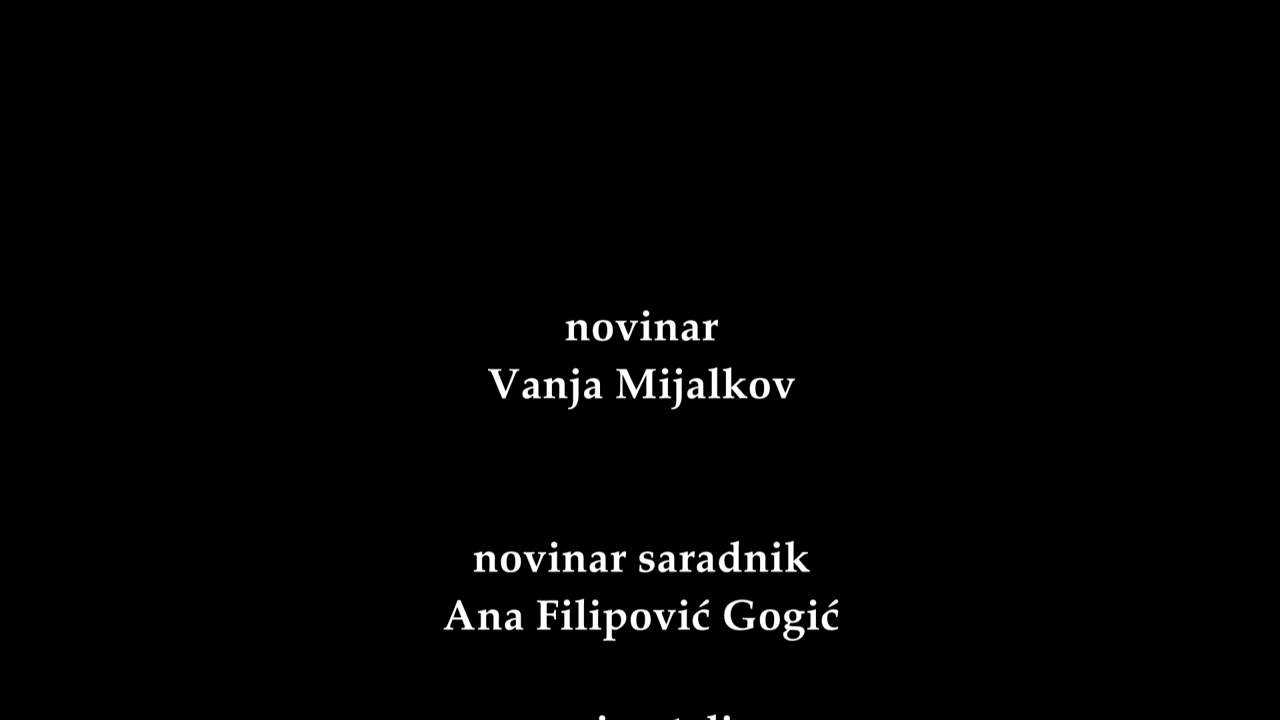 novinar
Vanja Mijalkov
novinar saradnik
Ana Filipović Gogić